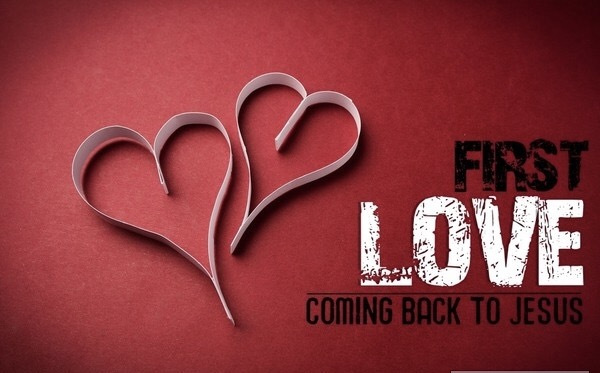 FIRST
LOVE
COMING BACK TO JESUS